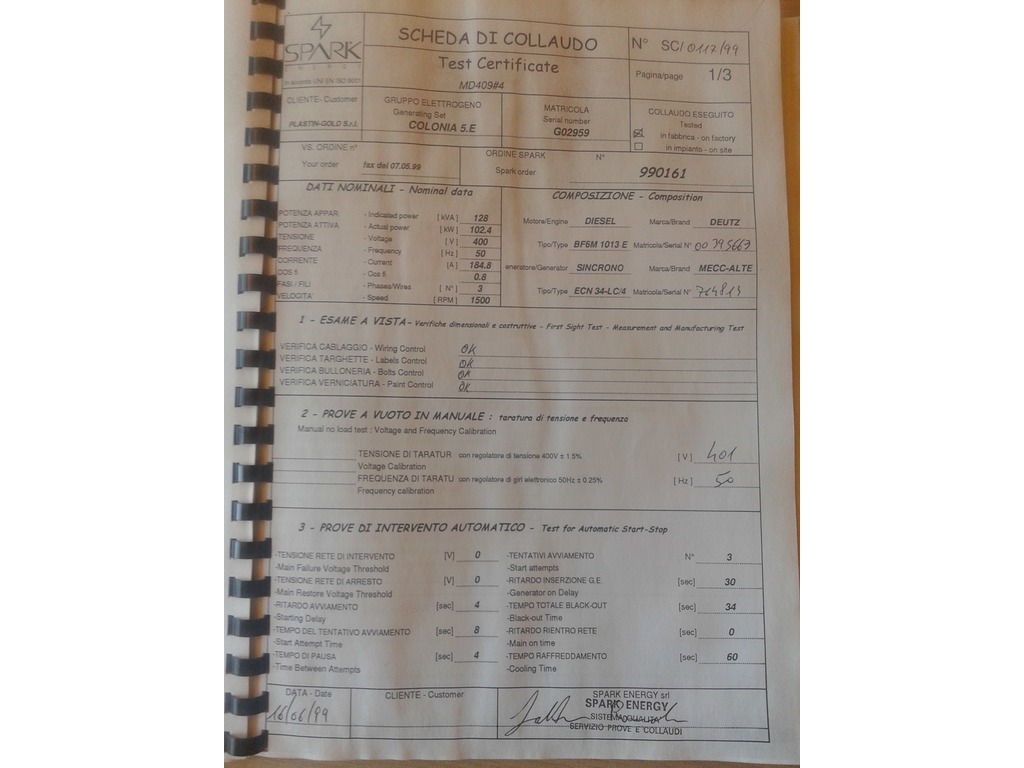 SPARK
ENERGY
SCHEDA DI COLLAUDO
Test Certificate
MD409#4
N° SC/0117/99
Pagina/page 1/3
CLIENTE- Customer
PLASTIN-GOLD S.r.l.
GRUPPO ELETTROGENO
Generating Set
COLONIA 5.E
MATRICOLA
Serial number
G02959
COLLAUDO ESEGUITO
Tested
in fabbrica - on factory
in impianto - on site
VS. ORDINE n°
Your order fax del 07.05.99
ORDINE SPARK N°
Spark order 990161
DATI NOMINALI - Nominal data
POTENZA APPAR. - Indicated power [kVA] 128
POTENZA ATTIVA - Actual power [kW] 102.4
TENSIONE - Voltage [V] 400
FREQUENZA - Frequency [Hz] 50
CORRENTE - Current [A] 184.8
COS fi - Cos fi 0.8
FASI / FILI - Phases/Wires [N°] 3
VELOCITA' - Speed [RPM] 1500
COMPOSIZIONE - Composition
Motore/Engine DIESEL Marca/Brand DEUTZ
Tipo/Type BF6M 1013 E Matricola/Serial N° 00395667
eneratore/Generator SINCRONO Marca/Brand MECC-ALTE
Tipo/Type ECN 34-LC/4 Matricola/Serial N° 764814
1 - ESAME A VISTA - Verifiche dimensionali e costruttive - First Sight Test - Measurement and Manufacturing Test
VERIFICA CABLAGGIO - Wiring Control OK
VERIFICA TARGHETTE - Labels Control OK
VERIFICA BULLONERIA - Bolts Control OK
VERIFICA VERNICIATURA - Paint Control OK
2 - PROVE A VUOTO IN MANUALE : taratura di tensione e frequenza
Manual no load test : Voltage and Frequency Calibration
TENSIONE DI TARATUR con regolatore di tensione 400V ± 1.5% [V] 401
Voltage Calibration
FREQUENZA DI TARATU con regolatore di giri elettronico 50Hz ± 0.25% [Hz] 50
Frequency calibration
3 - PROVE DI INTERVENTO AUTOMATICO - Test for Automatic Start-Stop
-TENSIONE RETE DI INTERVENTO [V] 0
-Main Failure Voltage Threshold
-TENSIONE RETE DI ARRESTO [V] 0
-Main Restore Voltage Threshold
-RITARDO AVVIAMENTO [sec] 4
-Starting Delay
-TEMPO DEL TENTATIVO AVVIAMENTO [sec] 8
-Start Attempt Time
-TEMPO DI PAUSA [sec] 4
-Time Between Attempts
-TENTATIVI AVVIAMENTO N° 3
-Start attempts
-RITARDO INSERZIONE G.E. [sec] 30
-Generator on Delay
-TEMPO TOTALE BLACK-OUT [sec] 34
-Black-out Time
-RITARDO RIENTRO RETE [sec] 0
-Main on time
-TEMPO RAFFREDDAMENTO [sec] 60
-Cooling Time
DATA - Date
16/06/99
CLIENTE - Customer
SPARK ENERGY srl
SPARK ENERGY
SISTEMA QUALITA'
SERVIZIO PROVE E COLLAUDI